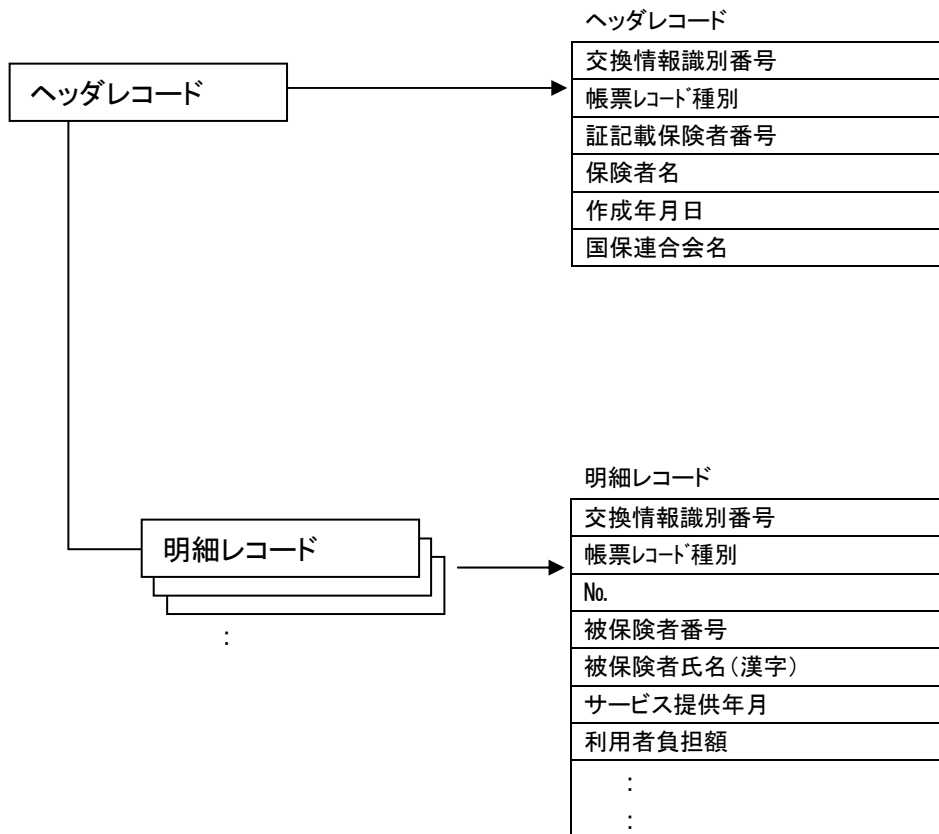 ヘッダレコード
ヘッダレコード
交換情報識別番号
帳票ﾚｺｰﾄﾞ種別
証記載保険者番号
保険者名
作成年月日
国保連合会名
明細レコード
:
明細レコード
交換情報識別番号
帳票ﾚｺｰﾄﾞ種別
№.
被保険者番号
被保険者氏名(漢字)
サービス提供年月
利用者負担額
:
: